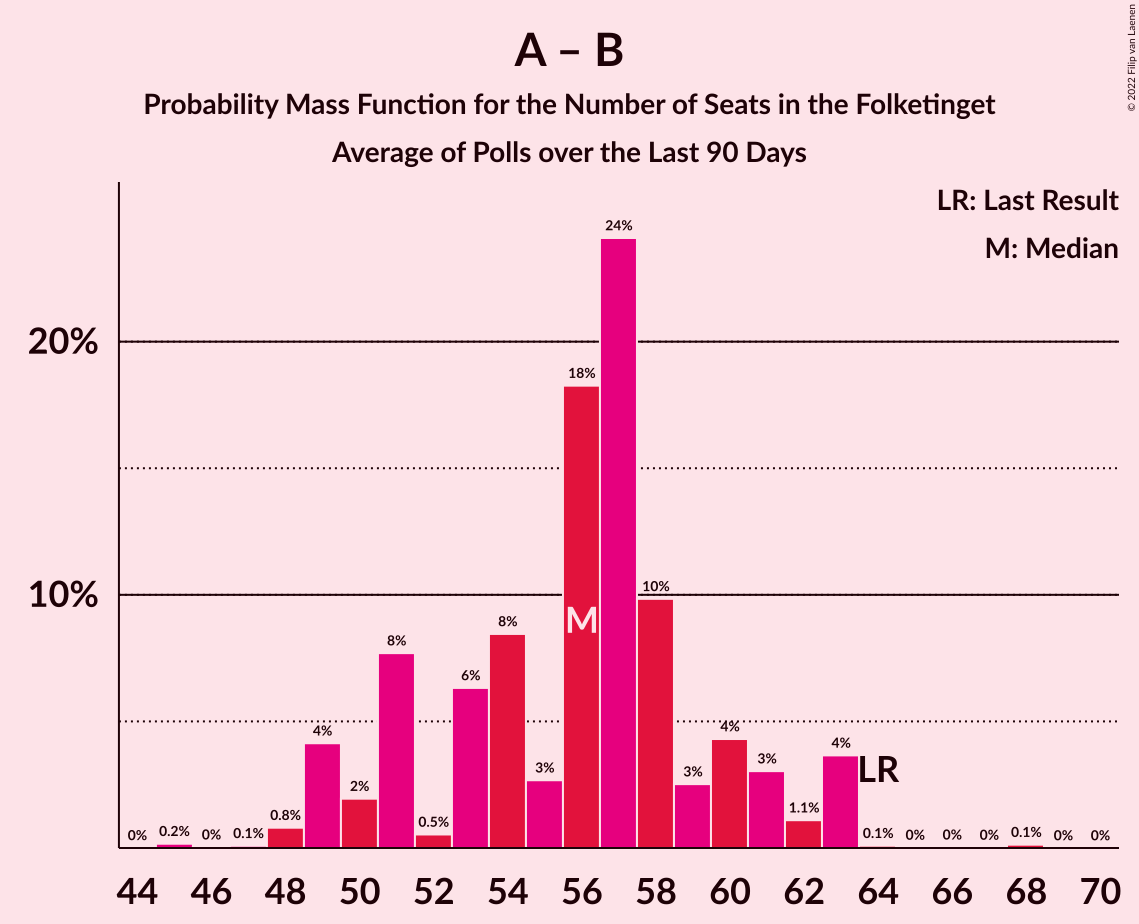 A – B
Probability Mass Function for the Number of Seats in the Folketinget
Average of Polls over the Last 90 Days
© 2022 Filip van Laenen
LR: Last Result
M: Median
20%
10%
0% 0.2% 0% 0.1% 0.8% 4% 2% 8% 0.5% 6% 8% 3% 18% 24% 10% 3% 4% 3% 1.1% 4% 0.1% 0% 0% 0% 0.1% 0% 0%
M
LR
44 46 48 50 52 54 56 58 60 62 64 66 68 70